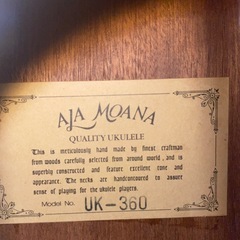 AJA MOANA
QUALITY UKULELE
This is meticulously hand made by finest craftman
from woods carefully selected from around world , and is
superbly constructed and feature excellent tone and
appearance. The necks are handcontoured to assure
sense of playing for the ukulele players.
Model No. UK-360